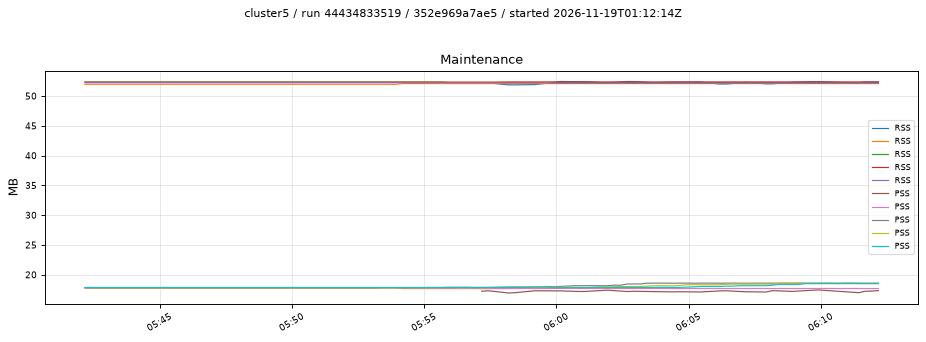 cluster5 / run 44434833519 / 352e969a7ae5 / started 2026-11-19T01:12:14Z
Maintenance
MB
50
45
40
35
30
25
20
RSS
RSS
RSS
RSS
RSS
PSS
PSS
PSS
PSS
PSS
05:45
05:50
05:55
06:00
06:05
06:10